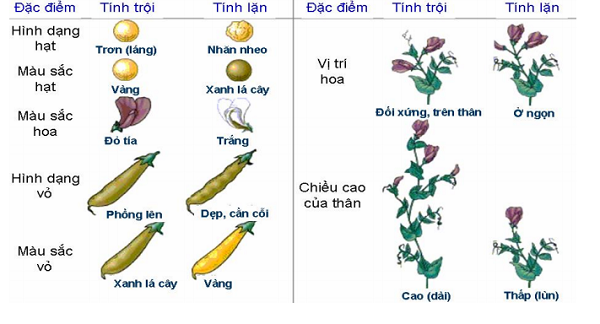 Đặc điểm Tính trội Tính lặn
Hình dạng hạt
Trơn (láng) Nhăn nheo
Màu sắc hạt
Vàng Xanh lá cây
Màu sắc hoa
Đỏ tía Trắng
Hình dạng vỏ
Phồng lên Dẹp, cằn cỗi
Màu sắc vỏ
Xanh lá cây Vàng
Đặc điểm Tính trội Tính lặn
Vị trí hoa
Đối xứng, trên thân Ở ngọn
Chiều cao của thân
Cao (dài) Thấp (lùn)